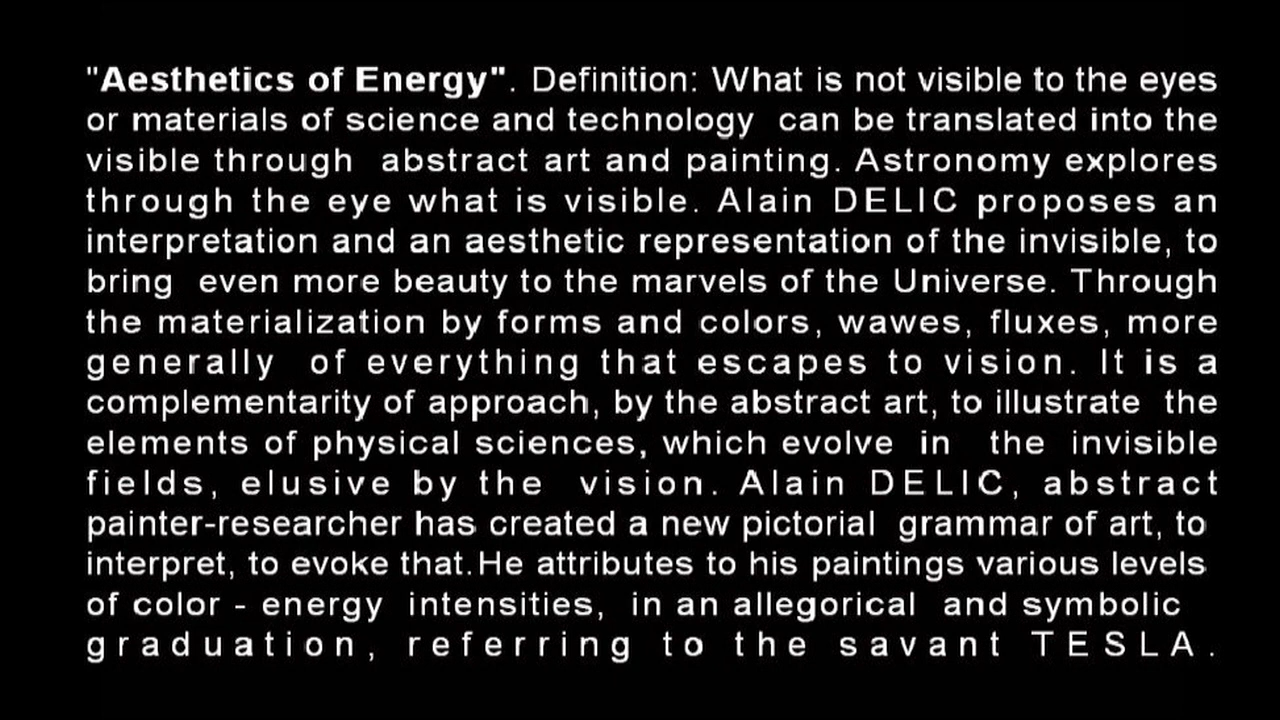 "Aesthetics of Energy". Definition: What is not visible to the eyes
or materials of science and technology can be translated into the
visible through abstract art and painting. Astronomy explores
through the eye what is visible. Alain DELIC proposes an
interpretation and an aesthetic representation of the invisible, to
bring even more beauty to the marvels of the Universe. Through
the materialization by forms and colors, wawes, fluxes, more
generally of everything that escapes to vision. It is a
complementarity of approach, by the abstract art, to illustrate the
elements of physical sciences, which evolve in the invisible
fields, elusive by the vision. Alain DELIC, abstract
painter-researcher has created a new pictorial grammar of art, to
interpret, to evoke that.He attributes to his paintings various levels
of color - energy intensities, in an allegorical and symbolic
graduation, referring to the savant TESLA.